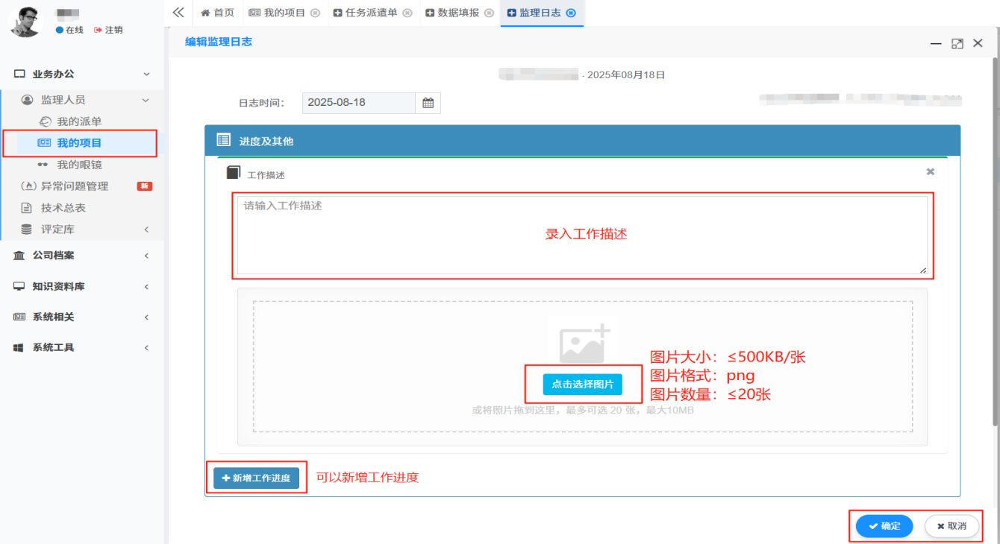 在线 注销
首页 我的项目 任务派遣单 数据填报 监理日志
编辑监理日志
业务办公
监理人员
我的派单
我的项目
我的眼镜
异常问题管理 新
技术总表
评定库
公司档案
知识资料库
系统相关
系统工具
- 2025年08月18日
日志时间： 2025-08-18
进度及其他
工作描述
请输入工作描述
录入工作描述
点击选择图片
或将照片拖到这里，最多可选 20 张，最大10MB
图片大小：≤500KB/张
图片格式：png
图片数量：≤20张
新增工作进度
可以新增工作进度
确定 取消